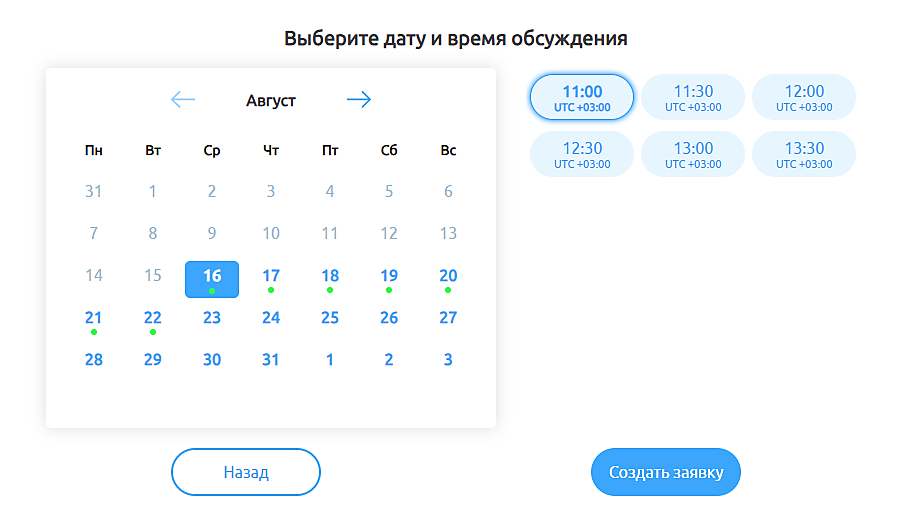 Выберите дату и время обсуждения
Август
Пн Вт Ср Чт Пт Сб Вс
31 1 2 3 4 5 6
7 8 9 10 11 12 13
14 15 16 17 18 19 20
21 22 23 24 25 26 27
28 29 30 31 1 2 3
11:00 11:30 12:00
UTC +03:00 UTC +03:00 UTC +03:00
12:30 13:00 13:30
UTC +03:00 UTC +03:00 UTC +03:00
Назад
Создать заявку